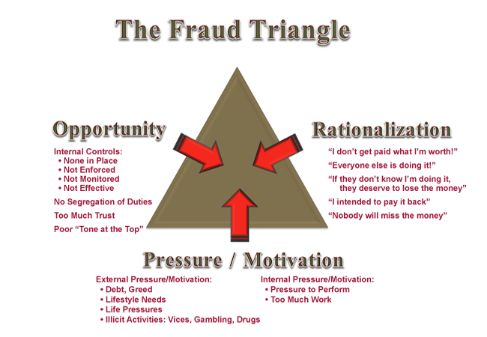 The Fraud Triangle
Opportunity
Internal Controls:
• None in Place
• Not Enforced
• Not Monitored
• Not Effective
No Segregation of Duties
Too Much Trust
Poor “Tone at the Top”
Rationalization
“I don’t get paid what I’m worth!”
“Everyone else is doing it!”
“If they don’t know I’m doing it,
they deserve to lose the money”
“I intended to pay it back”
“Nobody will miss the money”
Pressure / Motivation
External Pressure/Motivation:
• Debt, Greed
• Lifestyle Needs
• Life Pressures
• Illicit Activities: Vices, Gambling, Drugs
Internal Pressure/Motivation:
• Pressure to Perform
• Too Much Work